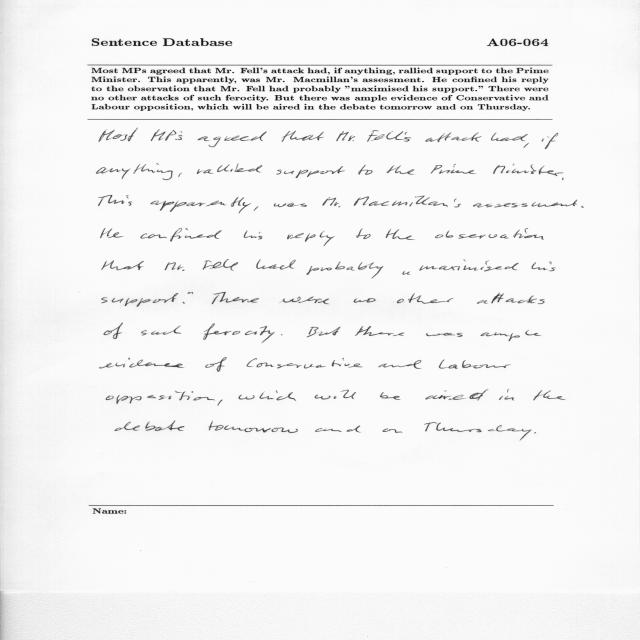 Sentence Database A06-064
Most MPs agreed that Mr. Fell's attack had, if anything, rallied support to the Prime
Minister. This apparently, was Mr. Macmillan's assessment. He confined his reply
to the observation that Mr. Fell had probably "maximised his support." There were
no other attacks of such ferocity. But there was ample evidence of Conservative and
Labour opposition, which will be aired in the debate tomorrow and on Thursday.
Most MP's agreed that Mr. Fell's attack had, if
anything, rallied support to the Prime Minister.
This apparently, was Mr. Macmillan's assessment.
He confined his reply to the observation
that Mr. Fell had probably „maximised his
support." There were no other attacks
of such ferocity. But there was ample
evidence of Conservative and Labour
opposition, which will be aired in the
debate tomorrow and on Thursday.
Name: